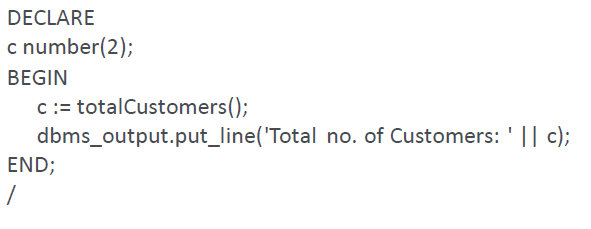 DECLARE
c number(2);
BEGIN
c := totalCustomers();
dbms_output.put_line('Total no. of Customers: ' || c);
END;
/